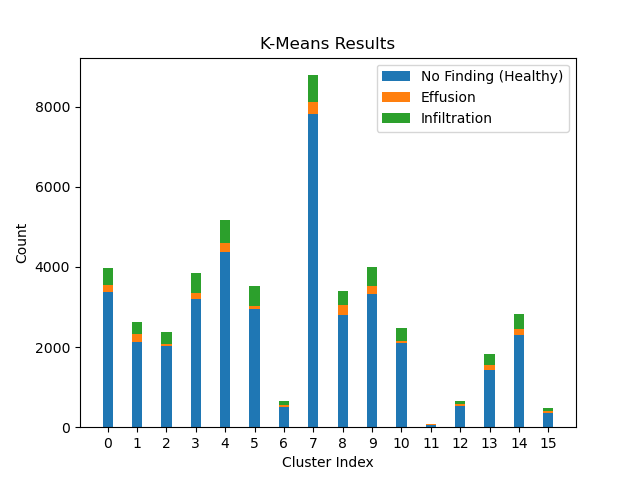 K-Means Results
No Finding (Healthy)
Effusion
Infiltration
8000
6000
4000
2000
0
Count
0 1 2 3 4 5 6 7 8 9 10 11 12 13 14 15
Cluster Index